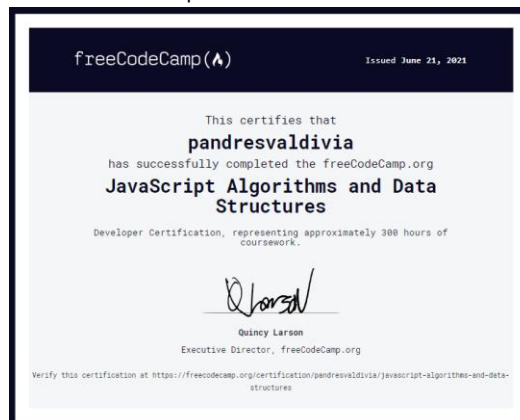 freeCodeCamp(🔥)
Issued June 21, 2021
This certifies that
pandresvaldivia
has successfully completed the freeCodeCamp.org
JavaScript Algorithms and Data
Structures
Developer Certification, representing approximately 300 hours of
coursework.
Q Larson
Quincy Larson
Executive Director, freeCodeCamp.org
Verify this certification at https://freecodecamp.org/certification/pandresvaldivia/javascript-algorithms-and-data-
structures